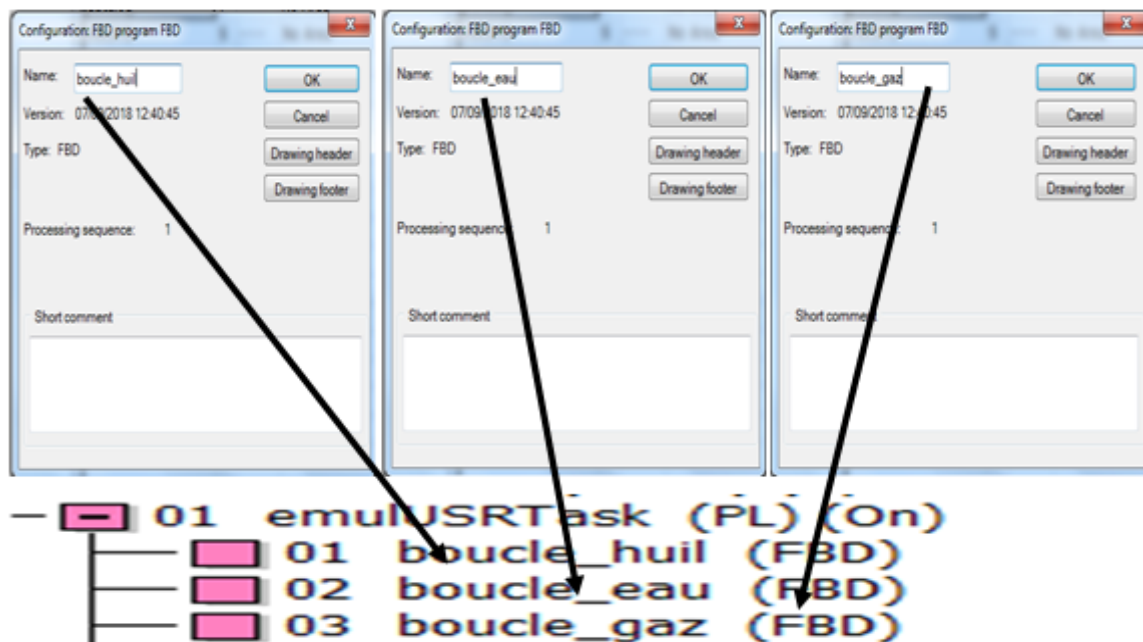 Configuration: FBD program FBD
Name: boucle_huil
OK
Version: 07/09/2018 12:40:45
Cancel
Type: FBD
Drawing header
Drawing footer
Processing sequence: 1
Short comment
Configuration: FBD program FBD
Name: boucle_eau
OK
Version: 07/09/2018 12:40:45
Cancel
Type: FBD
Drawing header
Drawing footer
Processing sequence: 1
Short comment
Configuration: FBD program FBD
Name: boucle_gaz
OK
Version: 07/09/2018 12:40:45
Cancel
Type: FBD
Drawing header
Drawing footer
Processing sequence: 1
Short comment
01 emulUSRTask (PL) (On)
01 boucle_huil (FBD)
02 boucle_eau (FBD)
03 boucle_gaz (FBD)